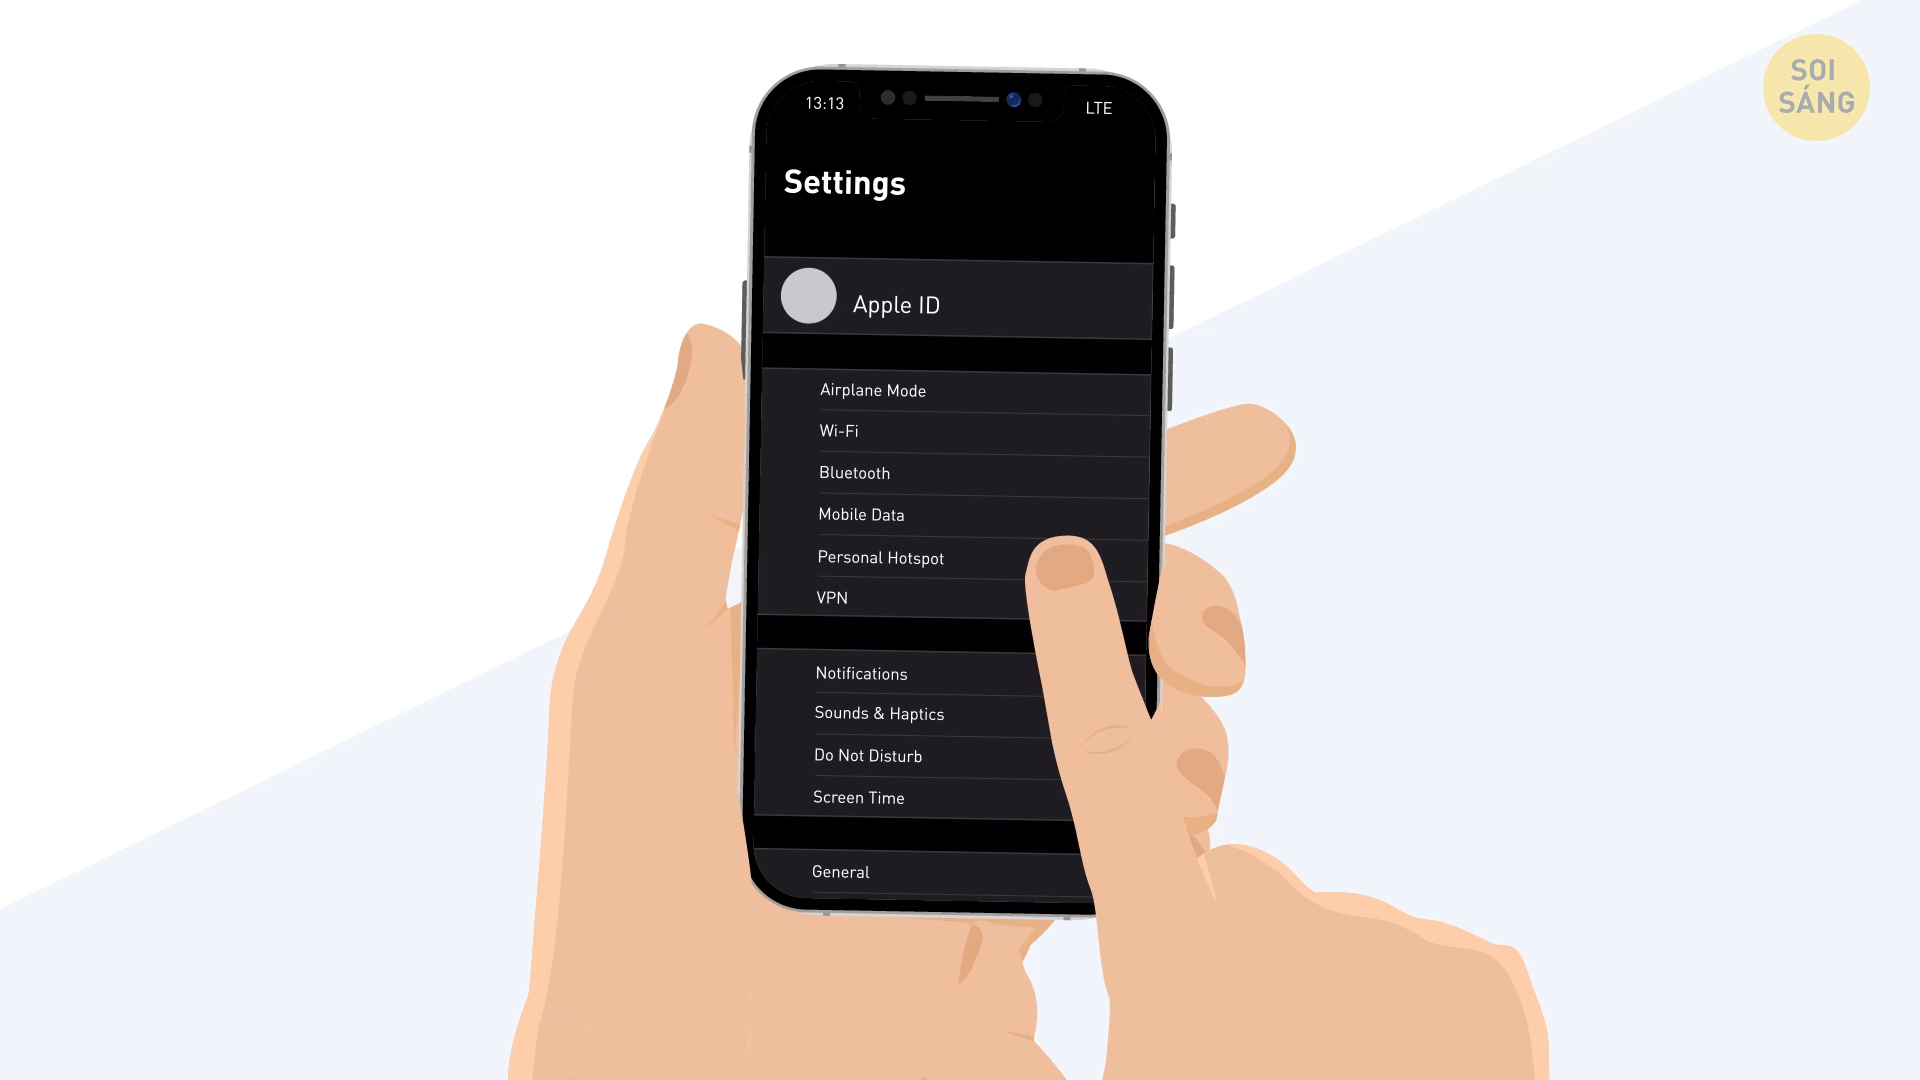 SOI
SÁNG
13:13
LTE
Settings
Apple ID
Airplane Mode
Wi-Fi
Bluetooth
Mobile Data
Personal Hotspot
VPN
Notifications
Sounds & Haptics
Do Not Disturb
Screen Time
General